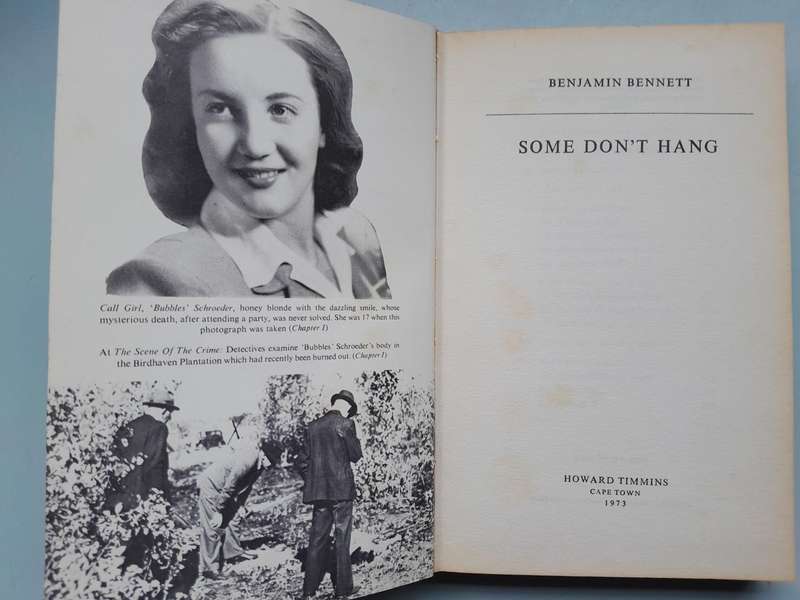 Call Girl, 'Bubbles' Schroeder, honey blonde with the dazzling smile, whose
mysterious death, after attending a party, was never solved. She was 17 when this
photograph was taken (Chapter I)
At The Scene Of The Crime: Detectives examine 'Bubbles' Schroeder's body in
the Birdhaven Plantation which had recently been burned out. (Chapter I)
BENJAMIN BENNETT
SOME DON'T HANG
HOWARD TIMMINS
CAPE TOWN
1973